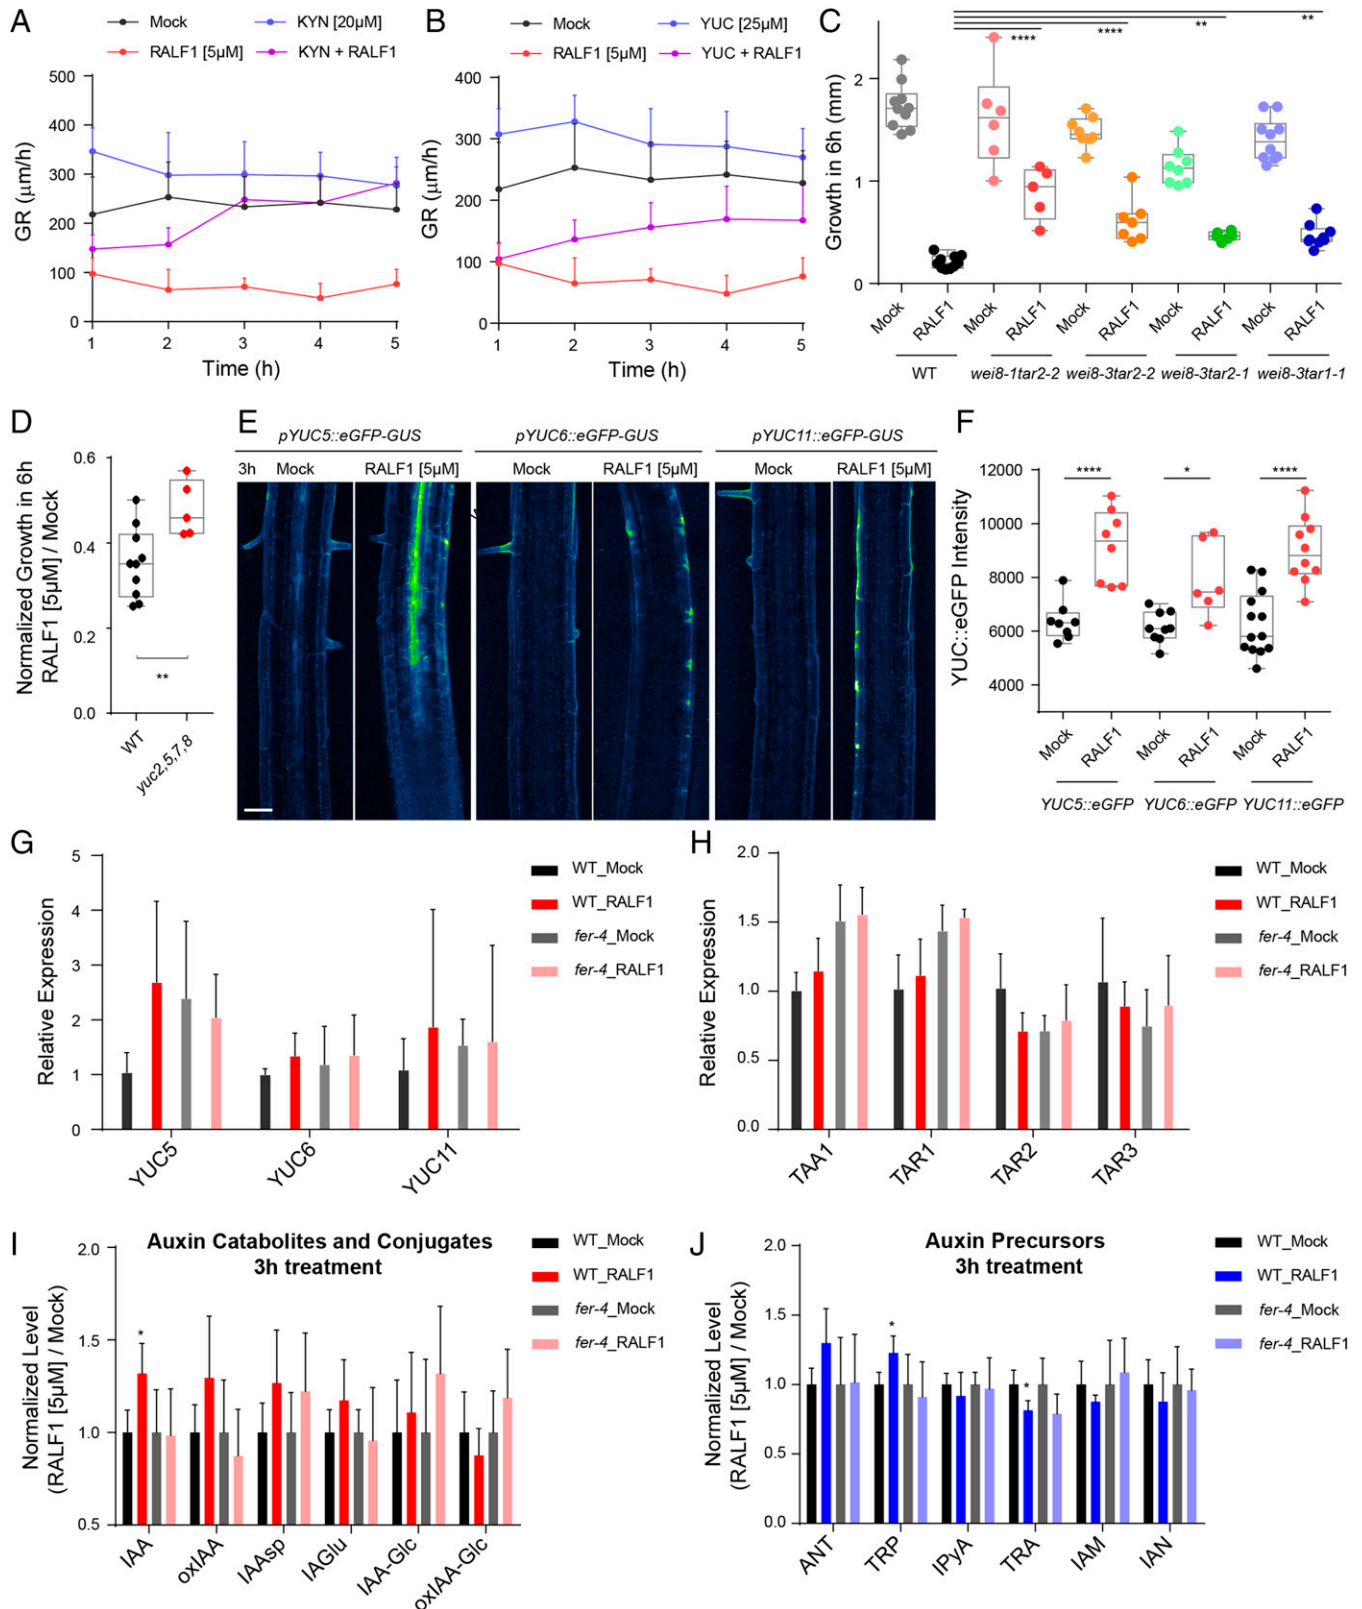 A
Mock
KYN [20µM]
RALF1 [5µM]
KYN + RALF1
GR (µm/h)
500
400
300
200
100
0
1 2 3 4 5
Time (h)
B
Mock
YUC [25µM]
RALF1 [5µM]
YUC + RALF1
GR (µm/h)
400
300
200
100
0
1 2 3 4 5
Time (h)
C
Growth in 6h (mm)
2
1
0
**** **** ** **
Mock RALF1 Mock RALF1 Mock RALF1 Mock RALF1 Mock RALF1
WT wei8-1tar2-2 wei8-3tar2-2 wei8-3tar2-1 wei8-3tar1-1
D
Normalized Growth in 6h
RALF1 [5µM] / Mock
0.6
0.4
0.2
0.0
**
WT yuc2,5,7,8
E
pYUC5::eGFP-GUS pYUC6::eGFP-GUS pYUC11::eGFP-GUS
3h Mock RALF1 [5µM] Mock RALF1 [5µM] Mock RALF1 [5µM]
F
YUC::eGFP Intensity
12000
10000
8000
6000
4000
**** * ****
Mock RALF1 Mock RALF1 Mock RALF1
YUC5::eGFP YUC6::eGFP YUC11::eGFP
G
Relative Expression
5
4
3
2
1
0
YUC5 YUC6 YUC11
WT_Mock
WT_RALF1
fer-4_Mock
fer-4_RALF1
H
Relative Expression
2.0
1.5
1.0
0.5
0.0
TAA1 TAR1 TAR2 TAR3
WT_Mock
WT_RALF1
fer-4_Mock
fer-4_RALF1
I
Auxin Catabolites and Conjugates
3h treatment
Normalized Level
(RALF1 [5µM] / Mock)
2.0
1.5
1.0
0.5
*
IAA oxIAA IAAsp IAGlu IAA-Glc oxIAA-Glc
WT_Mock
WT_RALF1
fer-4_Mock
fer-4_RALF1
J
Auxin Precursors
3h treatment
Normalized Level
(RALF1 [5µM] / Mock)
2.0
1.5
1.0
0.5
0.0
* *
ANT TRP IPyA TRA IAM IAN
WT_Mock
WT_RALF1
fer-4_Mock
fer-4_RALF1